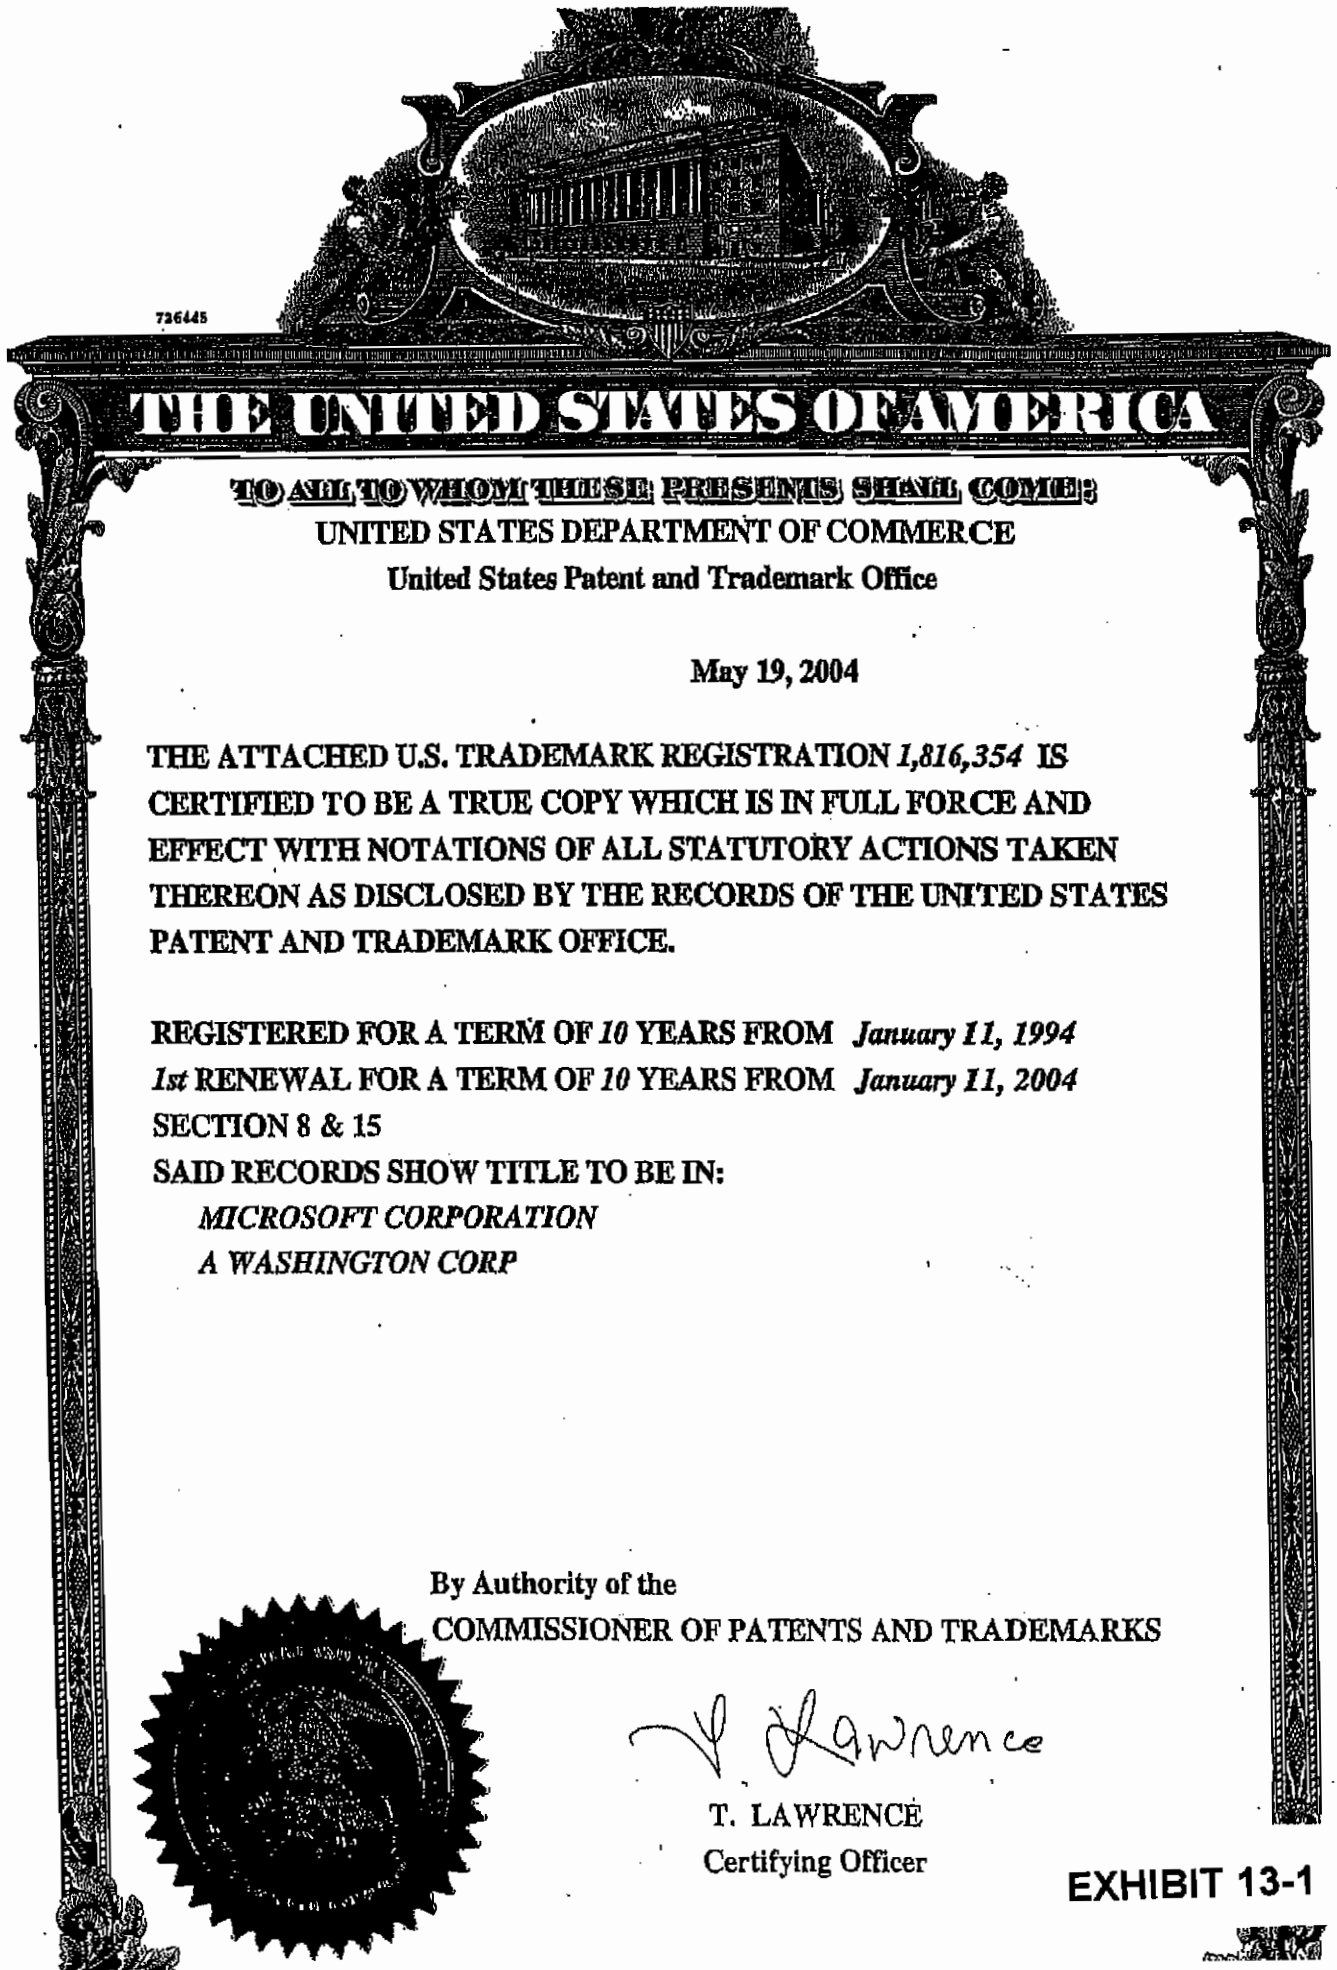 736445
THE UNITED STATES OF AMERICA
TO ALL TO WHOM THESE PRESENTS SHALL COME:
UNITED STATES DEPARTMENT OF COMMERCE
United States Patent and Trademark Office
May 19, 2004
THE ATTACHED U.S. TRADEMARK REGISTRATION 1,816,354 IS
CERTIFIED TO BE A TRUE COPY WHICH IS IN FULL FORCE AND
EFFECT WITH NOTATIONS OF ALL STATUTORY ACTIONS TAKEN
THEREON AS DISCLOSED BY THE RECORDS OF THE UNITED STATES
PATENT AND TRADEMARK OFFICE.
REGISTERED FOR A TERM OF 10 YEARS FROM January 11, 1994
1st RENEWAL FOR A TERM OF 10 YEARS FROM January 11, 2004
SECTION 8 & 15
SAID RECORDS SHOW TITLE TO BE IN:
MICROSOFT CORPORATION
A WASHINGTON CORP
By Authority of the
COMMISSIONER OF PATENTS AND TRADEMARKS
T Lawrence
T. LAWRENCE
Certifying Officer
EXHIBIT 13-1